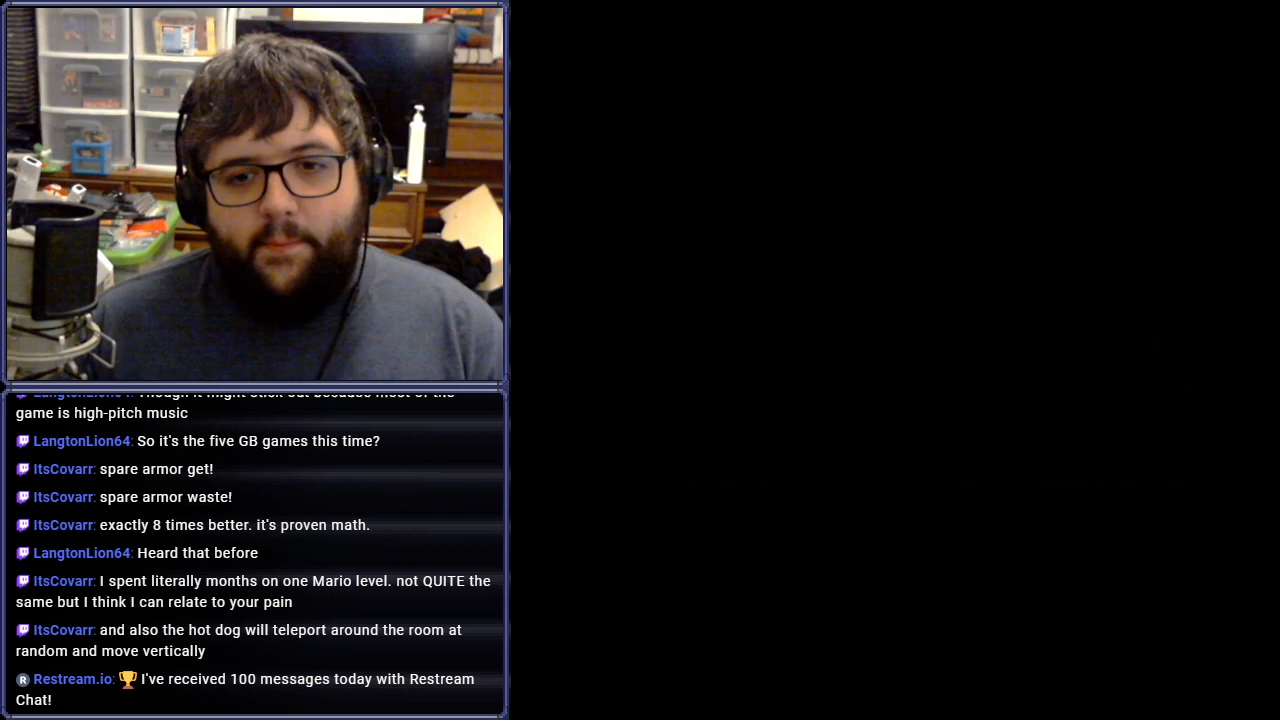 game is high-pitch music
LangtonLion64: So it's the five GB games this time?
ItsCovarr: spare armor get!
ItsCovarr: spare armor waste!
ItsCovarr: exactly 8 times better. it's proven math.
LangtonLion64: Heard that before
ItsCovarr: I spent literally months on one Mario level. not QUITE the
same but I think I can relate to your pain
ItsCovarr: and also the hot dog will teleport around the room at
random and move vertically
Restream.io: 🏆 I've received 100 messages today with Restream
Chat!